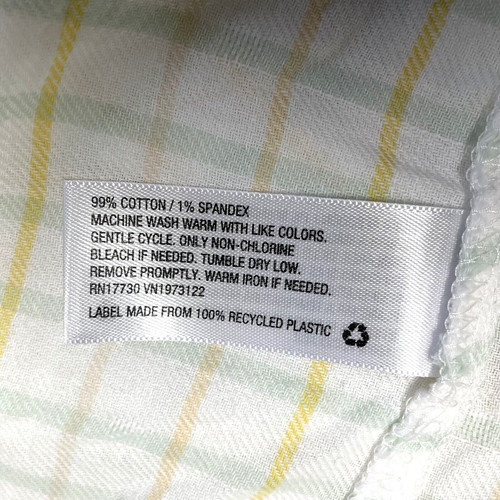 99% COTTON / 1% SPANDEX
MACHINE WASH WARM WITH LIKE COLORS.
GENTLE CYCLE. ONLY NON-CHLORINE
BLEACH IF NEEDED. TUMBLE DRY LOW.
REMOVE PROMPTLY. WARM IRON IF NEEDED.
RN17730 VN1973122
LABEL MADE FROM 100% RECYCLED PLASTIC